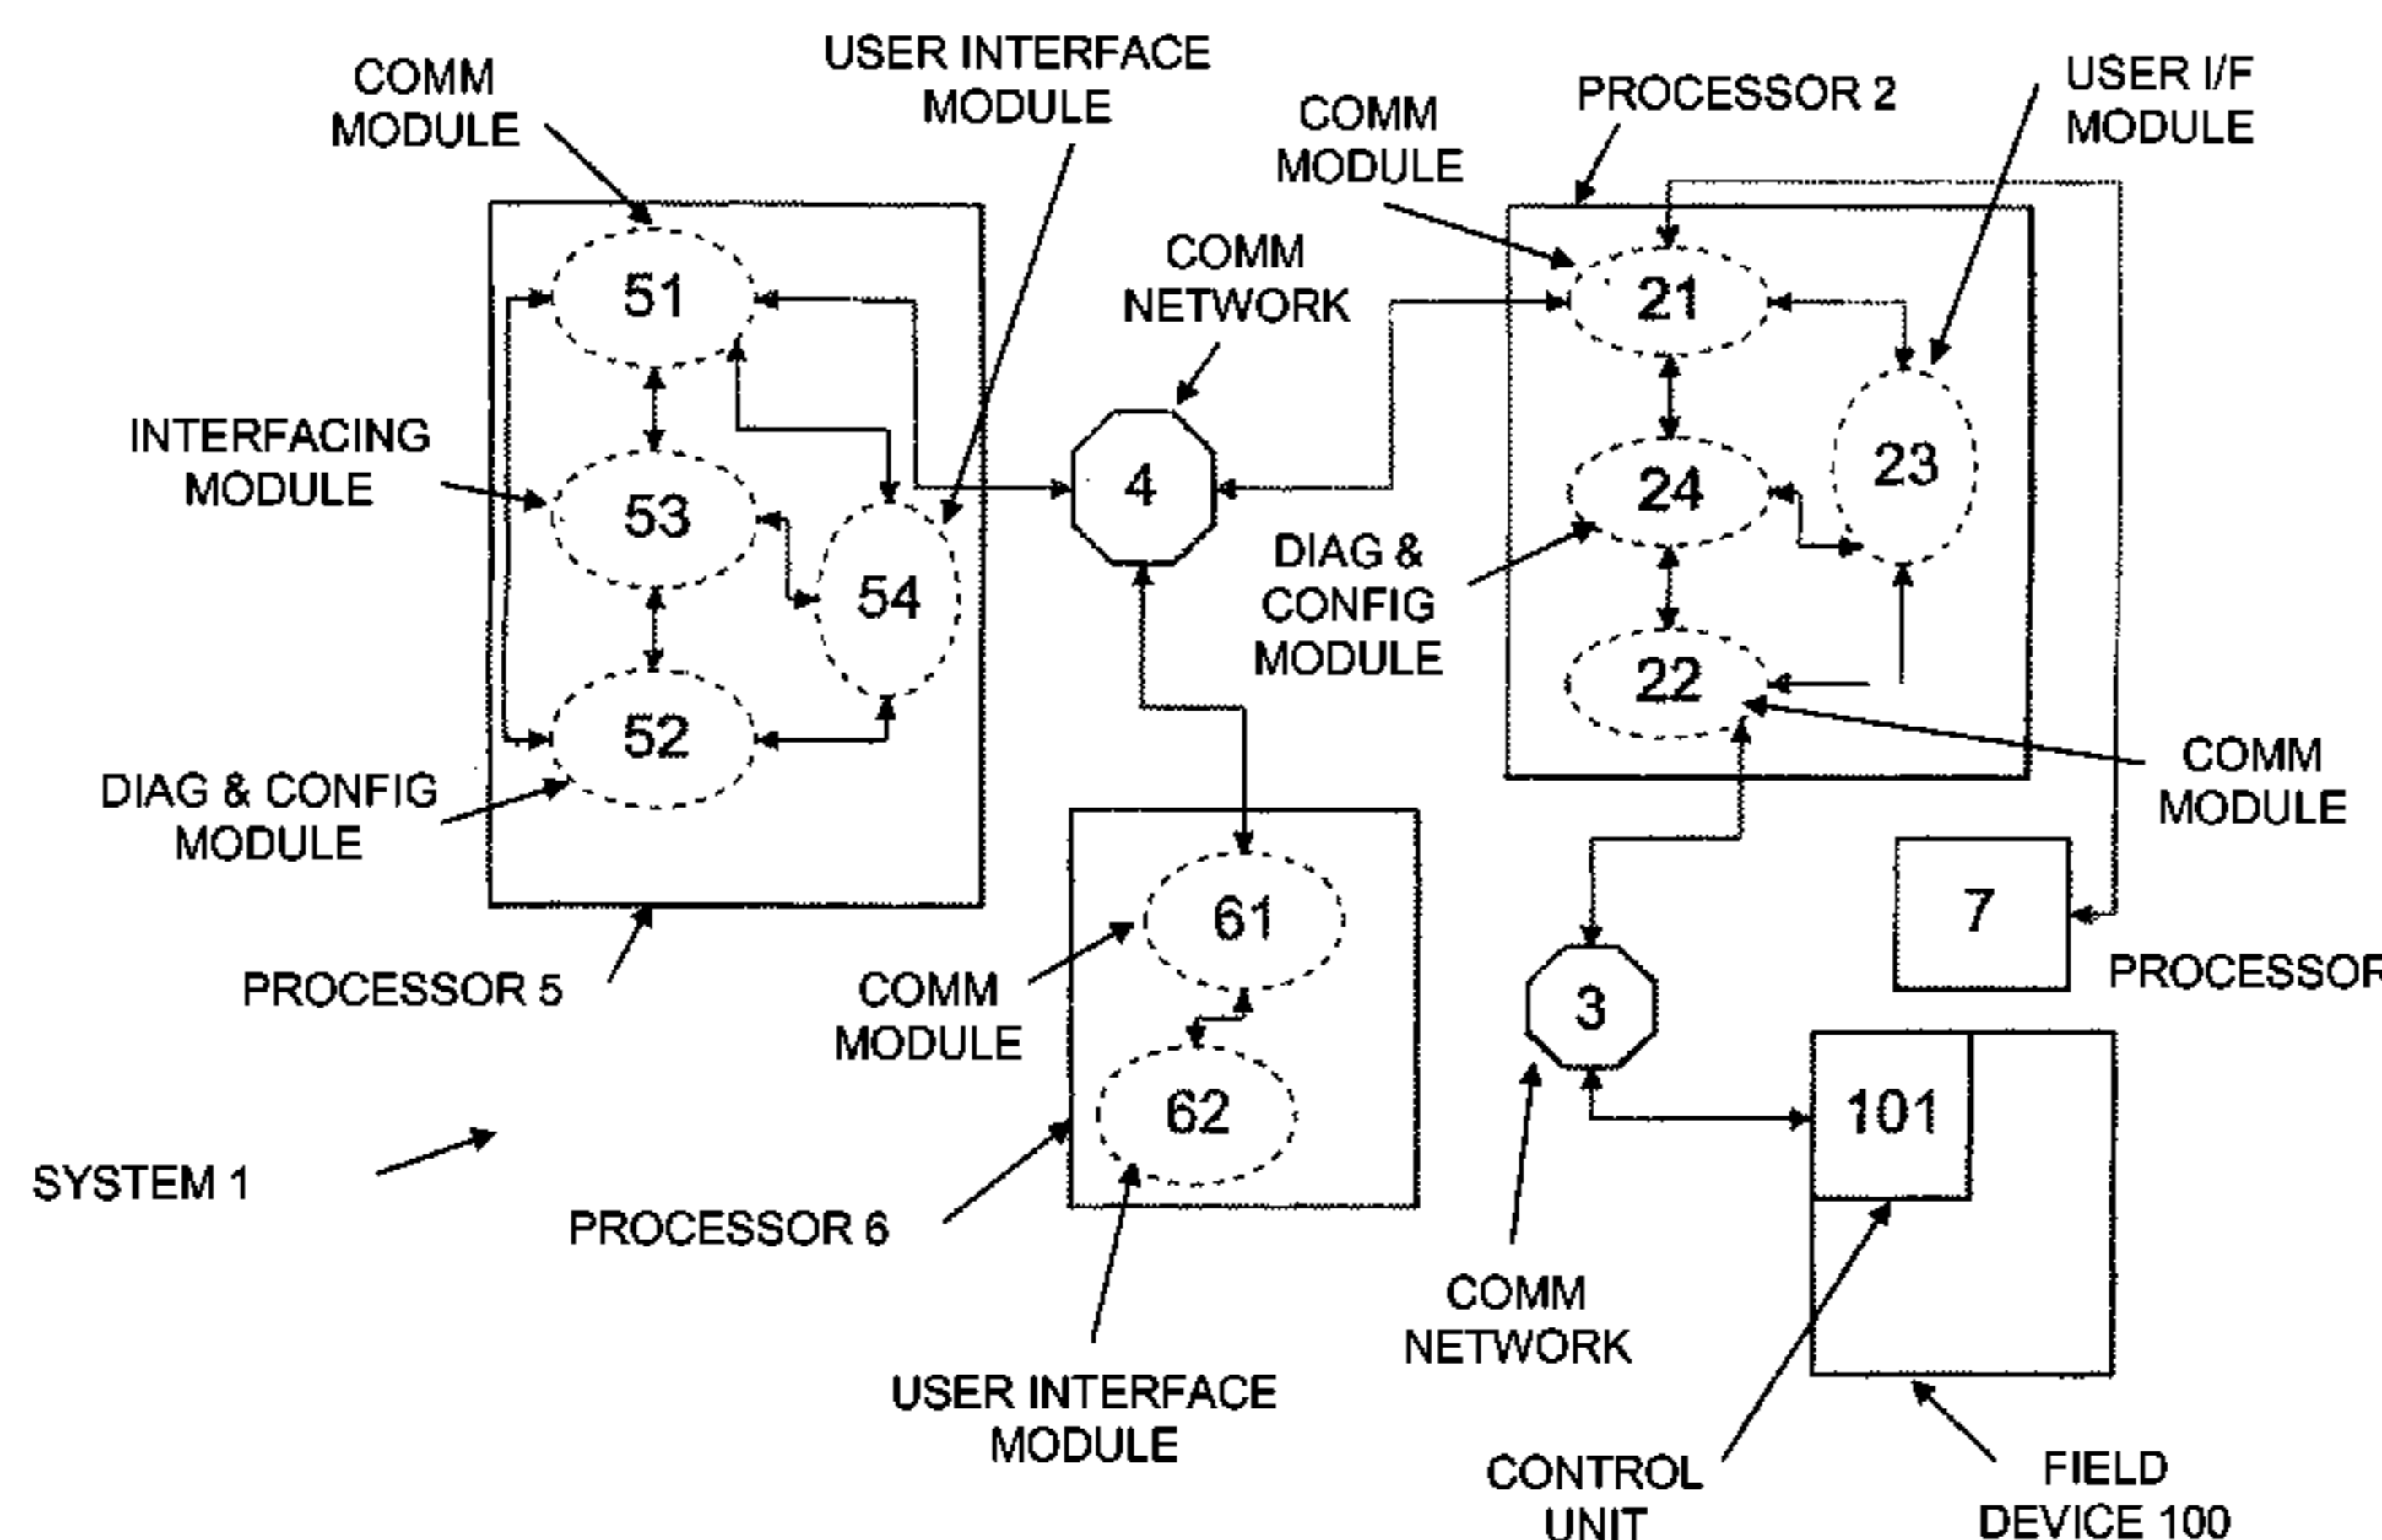 COMM
MODULE
USER INTERFACE
MODULE
COMM
MODULE
PROCESSOR 2
USER I/F
MODULE
COMM
NETWORK
51
21
INTERFACING
MODULE
53
54
4
24
23
DIAG &
CONFIG
MODULE
22
52
DIAG & CONFIG
MODULE
COMM
MODULE
PROCESSOR 5
61
COMM
MODULE
7
PROCESSOR
3
62
101
SYSTEM 1
PROCESSOR 6
COMM
NETWORK
USER INTERFACE
MODULE
CONTROL
UNIT
FIELD
DEVICE 100